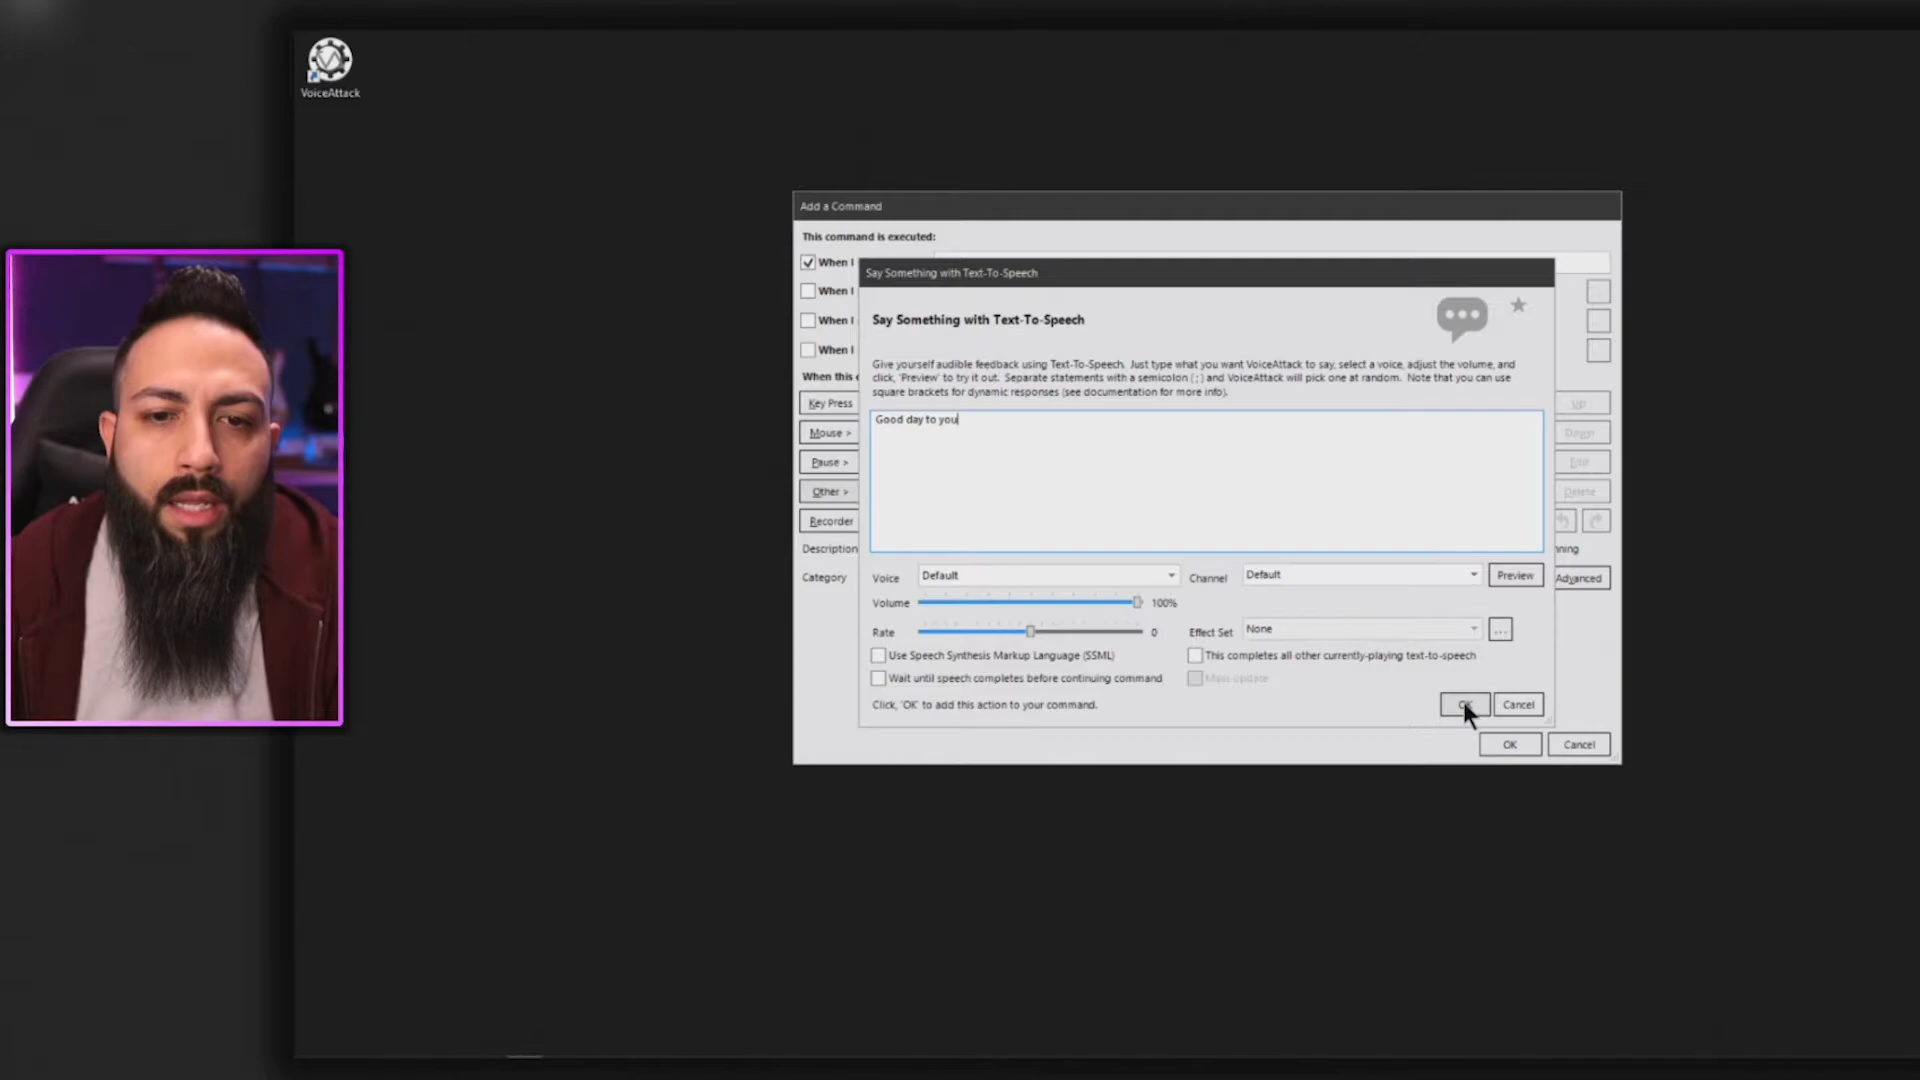 VoiceAttack
Add a Command
This command is executed:
When I
Say Something with Text-To-Speech
When I
Say Something with Text-To-Speech
When I
When I
Give yourself audible feedback using Text-To-Speech. Just type what you want VoiceAttack to say, select a voice, adjust the volume, and
click, 'Preview' to try it out. Separate statements with a semicolon (;) and VoiceAttack will pick one at random. Note that you can use
square brackets for dynamic responses (see documentation for more info).
When this
Key Press
Up
Good day to you
Mouse >
Down
Pause >
Edit
Other >
Delete
Recorder
Description
Category
Voice
Default
Channel
Default
Preview
Advanced
Volume
100%
Rate
0
Effect Set
None
...
Use Speech Synthesis Markup Language (SSML)
This completes all other currently-playing text-to-speech
Wait until speech completes before continuing command
Mass update
Click, 'OK' to add this action to your command.
OK
Cancel
OK
Cancel